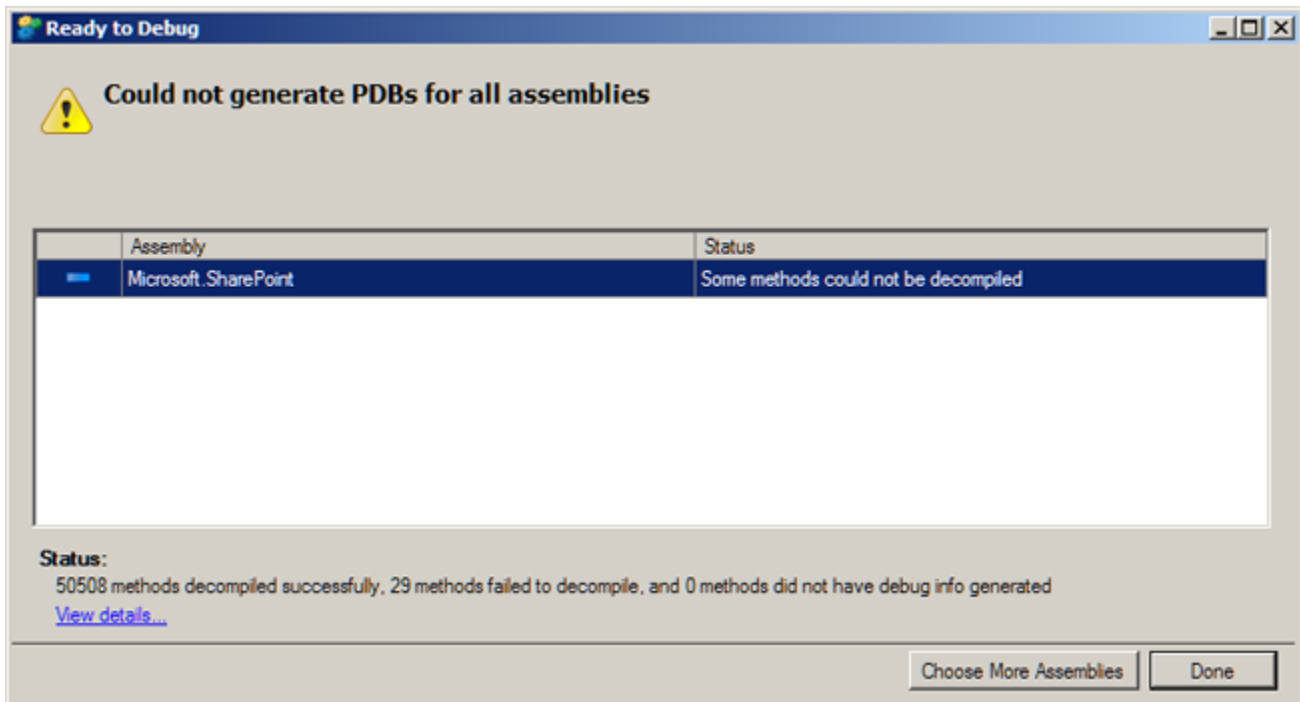 Ready to Debug
Could not generate PDBs for all assemblies
Assembly Status
Microsoft.SharePoint Some methods could not be decompiled
Status:
50508 methods decompiled successfully, 29 methods failed to decompile, and 0 methods did not have debug info generated
View details...
Choose More Assemblies Done